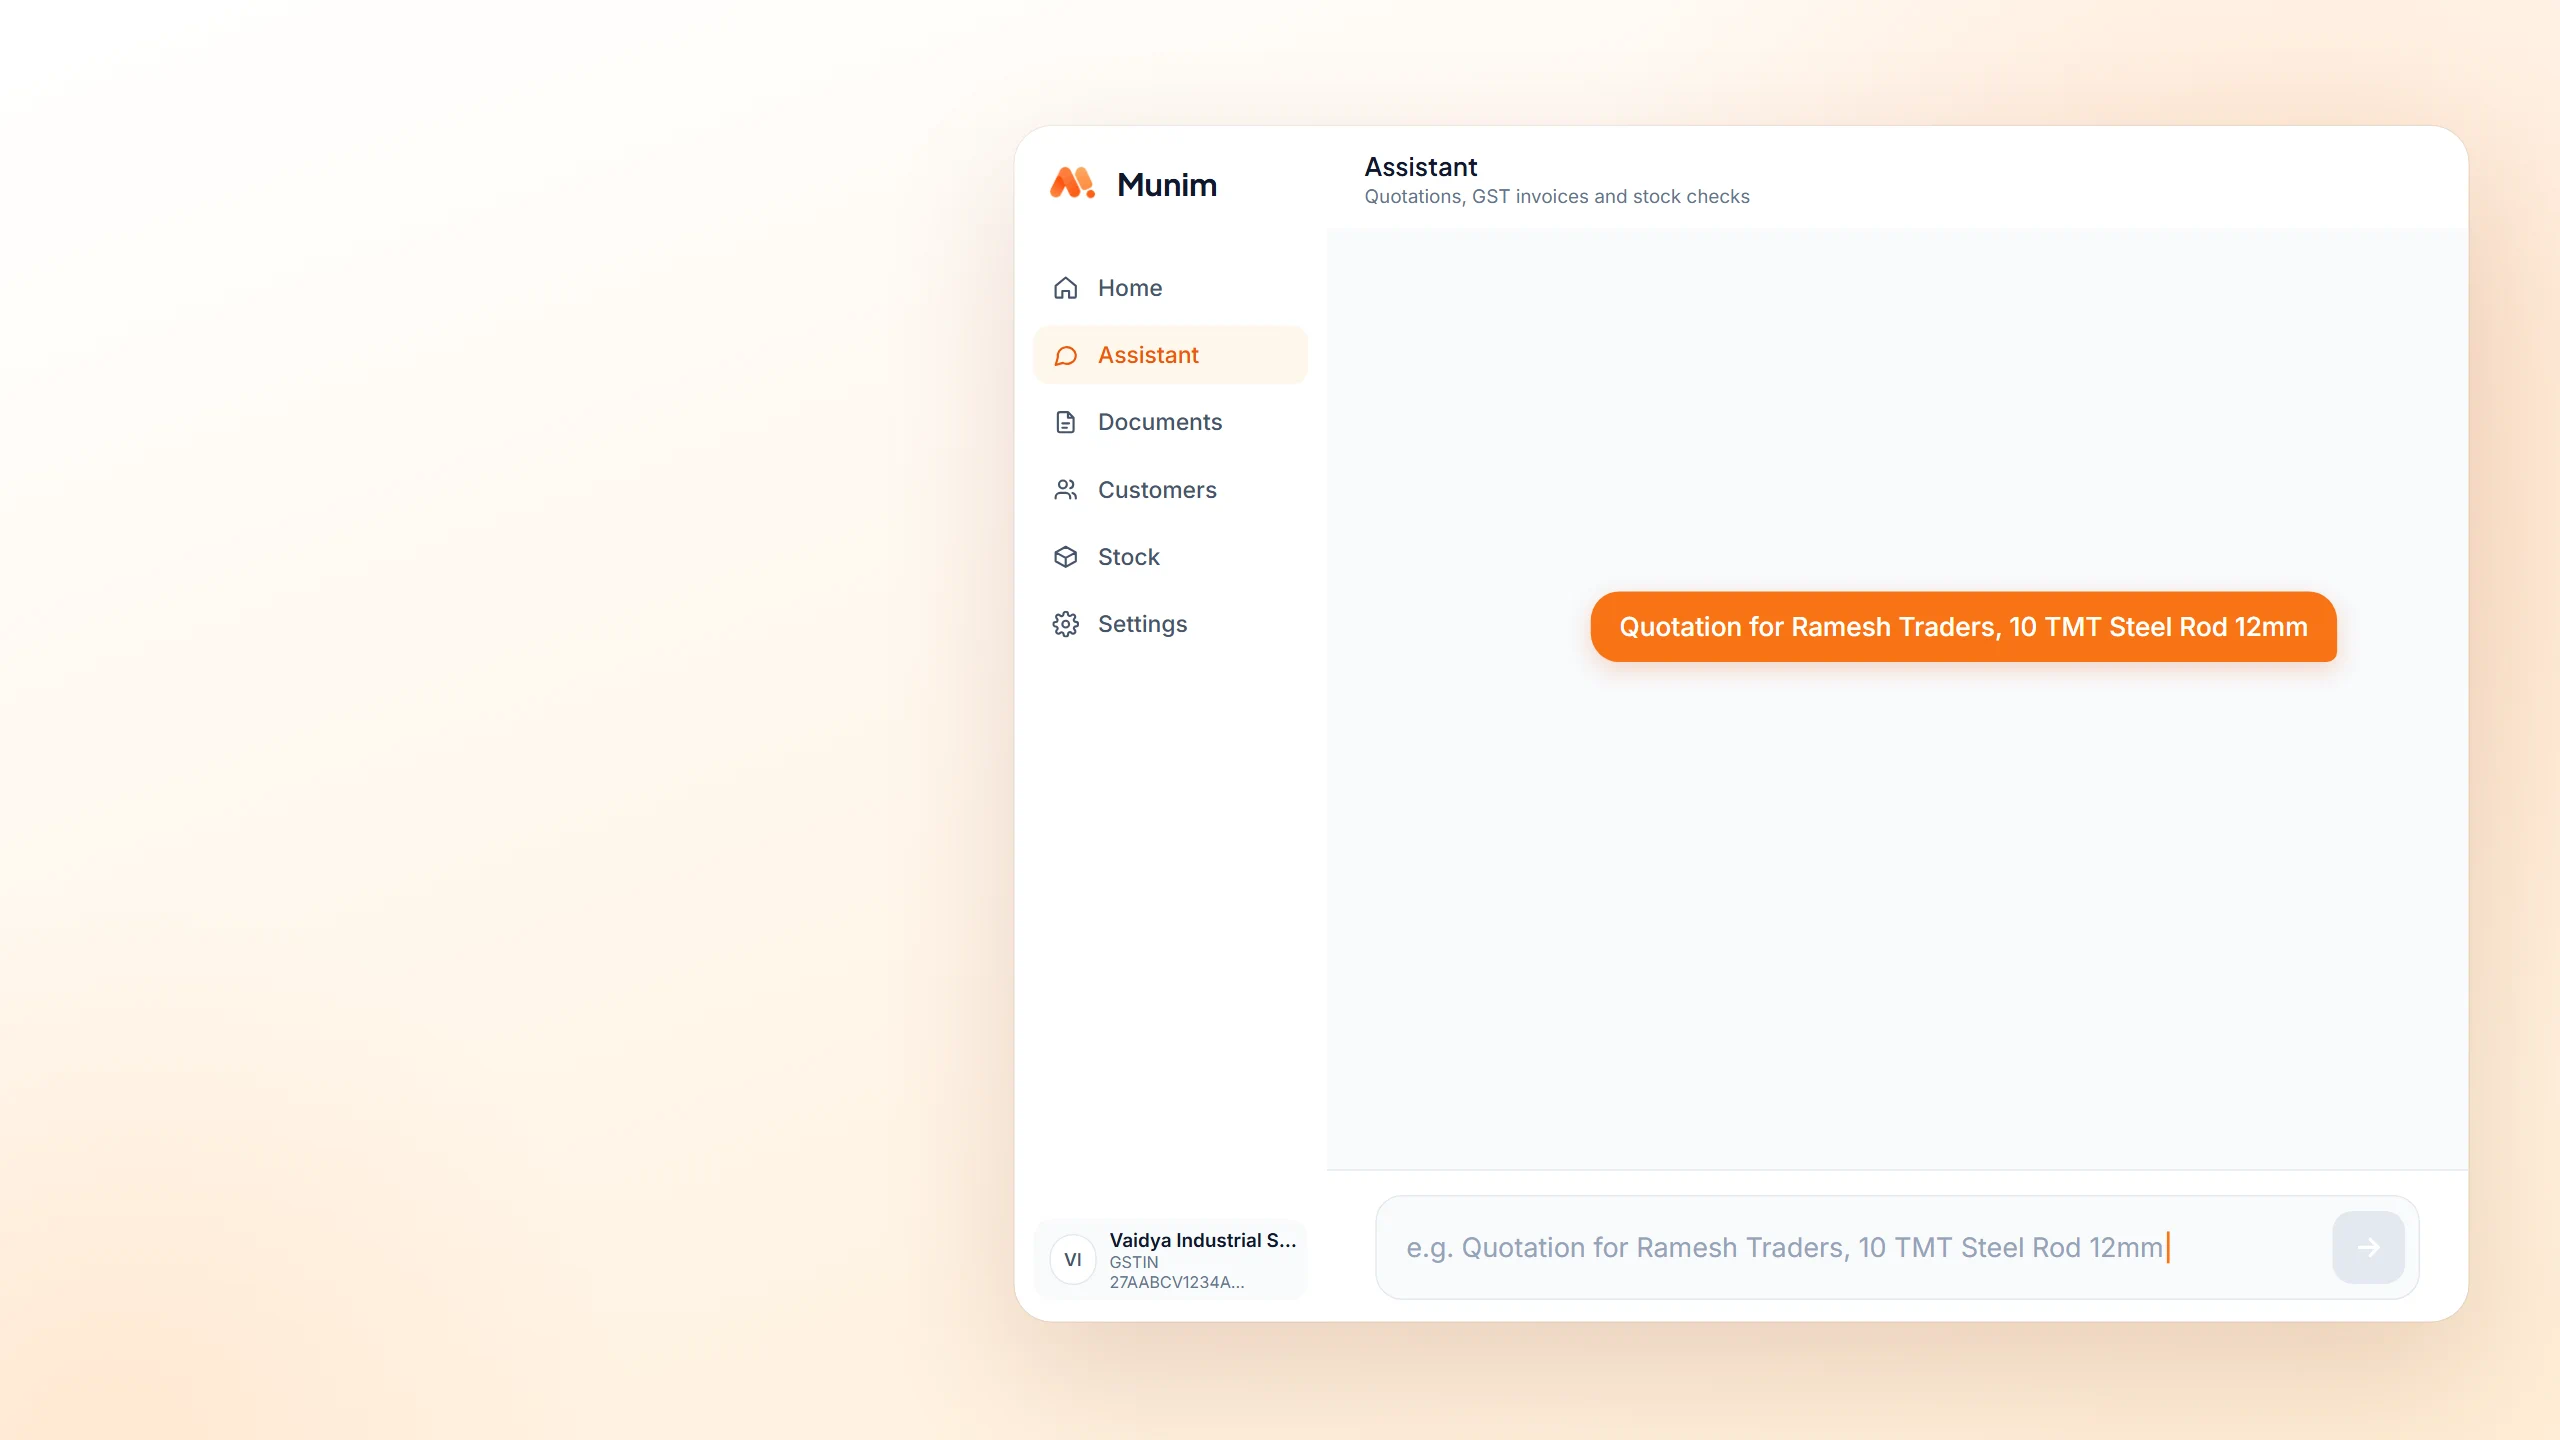 Munim
Home
Assistant
Documents
Customers
Stock
Settings
Vaidya Industrial S...
VI
GSTIN
27AABCV1234A...
Assistant
Quotations, GST invoices and stock checks
Quotation for Ramesh Traders, 10 TMT Steel Rod 12mm
e.g. Quotation for Ramesh Traders, 10 TMT Steel Rod 12mm